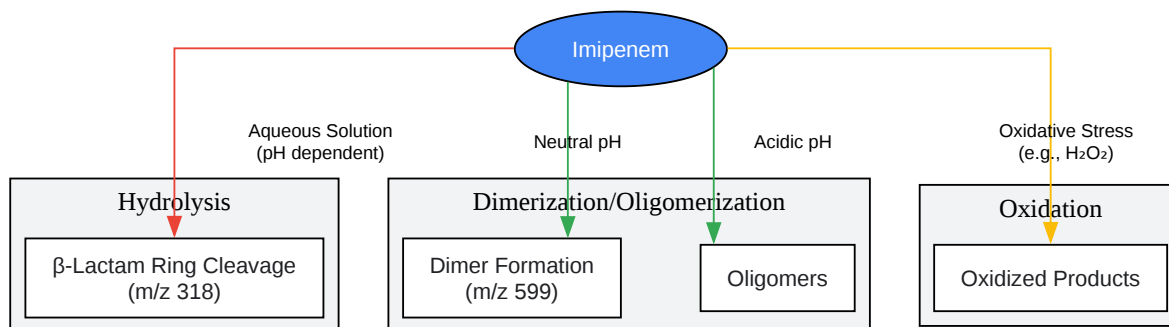 Imipenem
Aqueous Solution
(pH dependent)
Neutral pH
Acidic pH
Oxidative Stress
(e.g., H₂O₂)
Hydrolysis
Dimerization/Oligomerization
Oxidation
β-Lactam Ring Cleavage
(m/z 318)
Dimer Formation
(m/z 599)
Oligomers
Oxidized Products